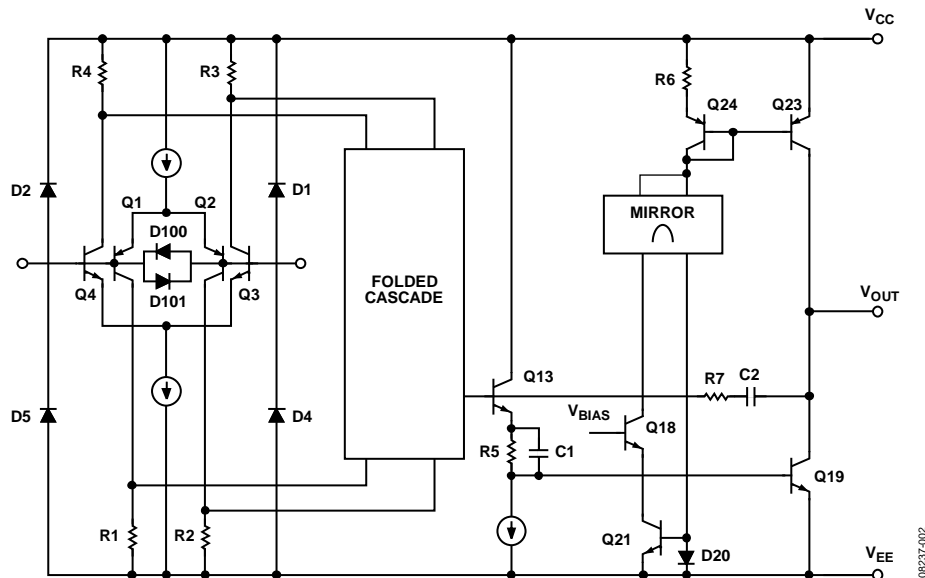 VCC
R4
R3
R6
Q24
Q23
D2
Q1
Q2
D1
D100
MIRROR
Q4
D101
Q3
FOLDED
CASCADE
VOUT
Q13
R7
C2
D5
D4
VBIAS
Q18
R5
C1
Q19
R1
R2
Q21
D20
VEE
08237-002